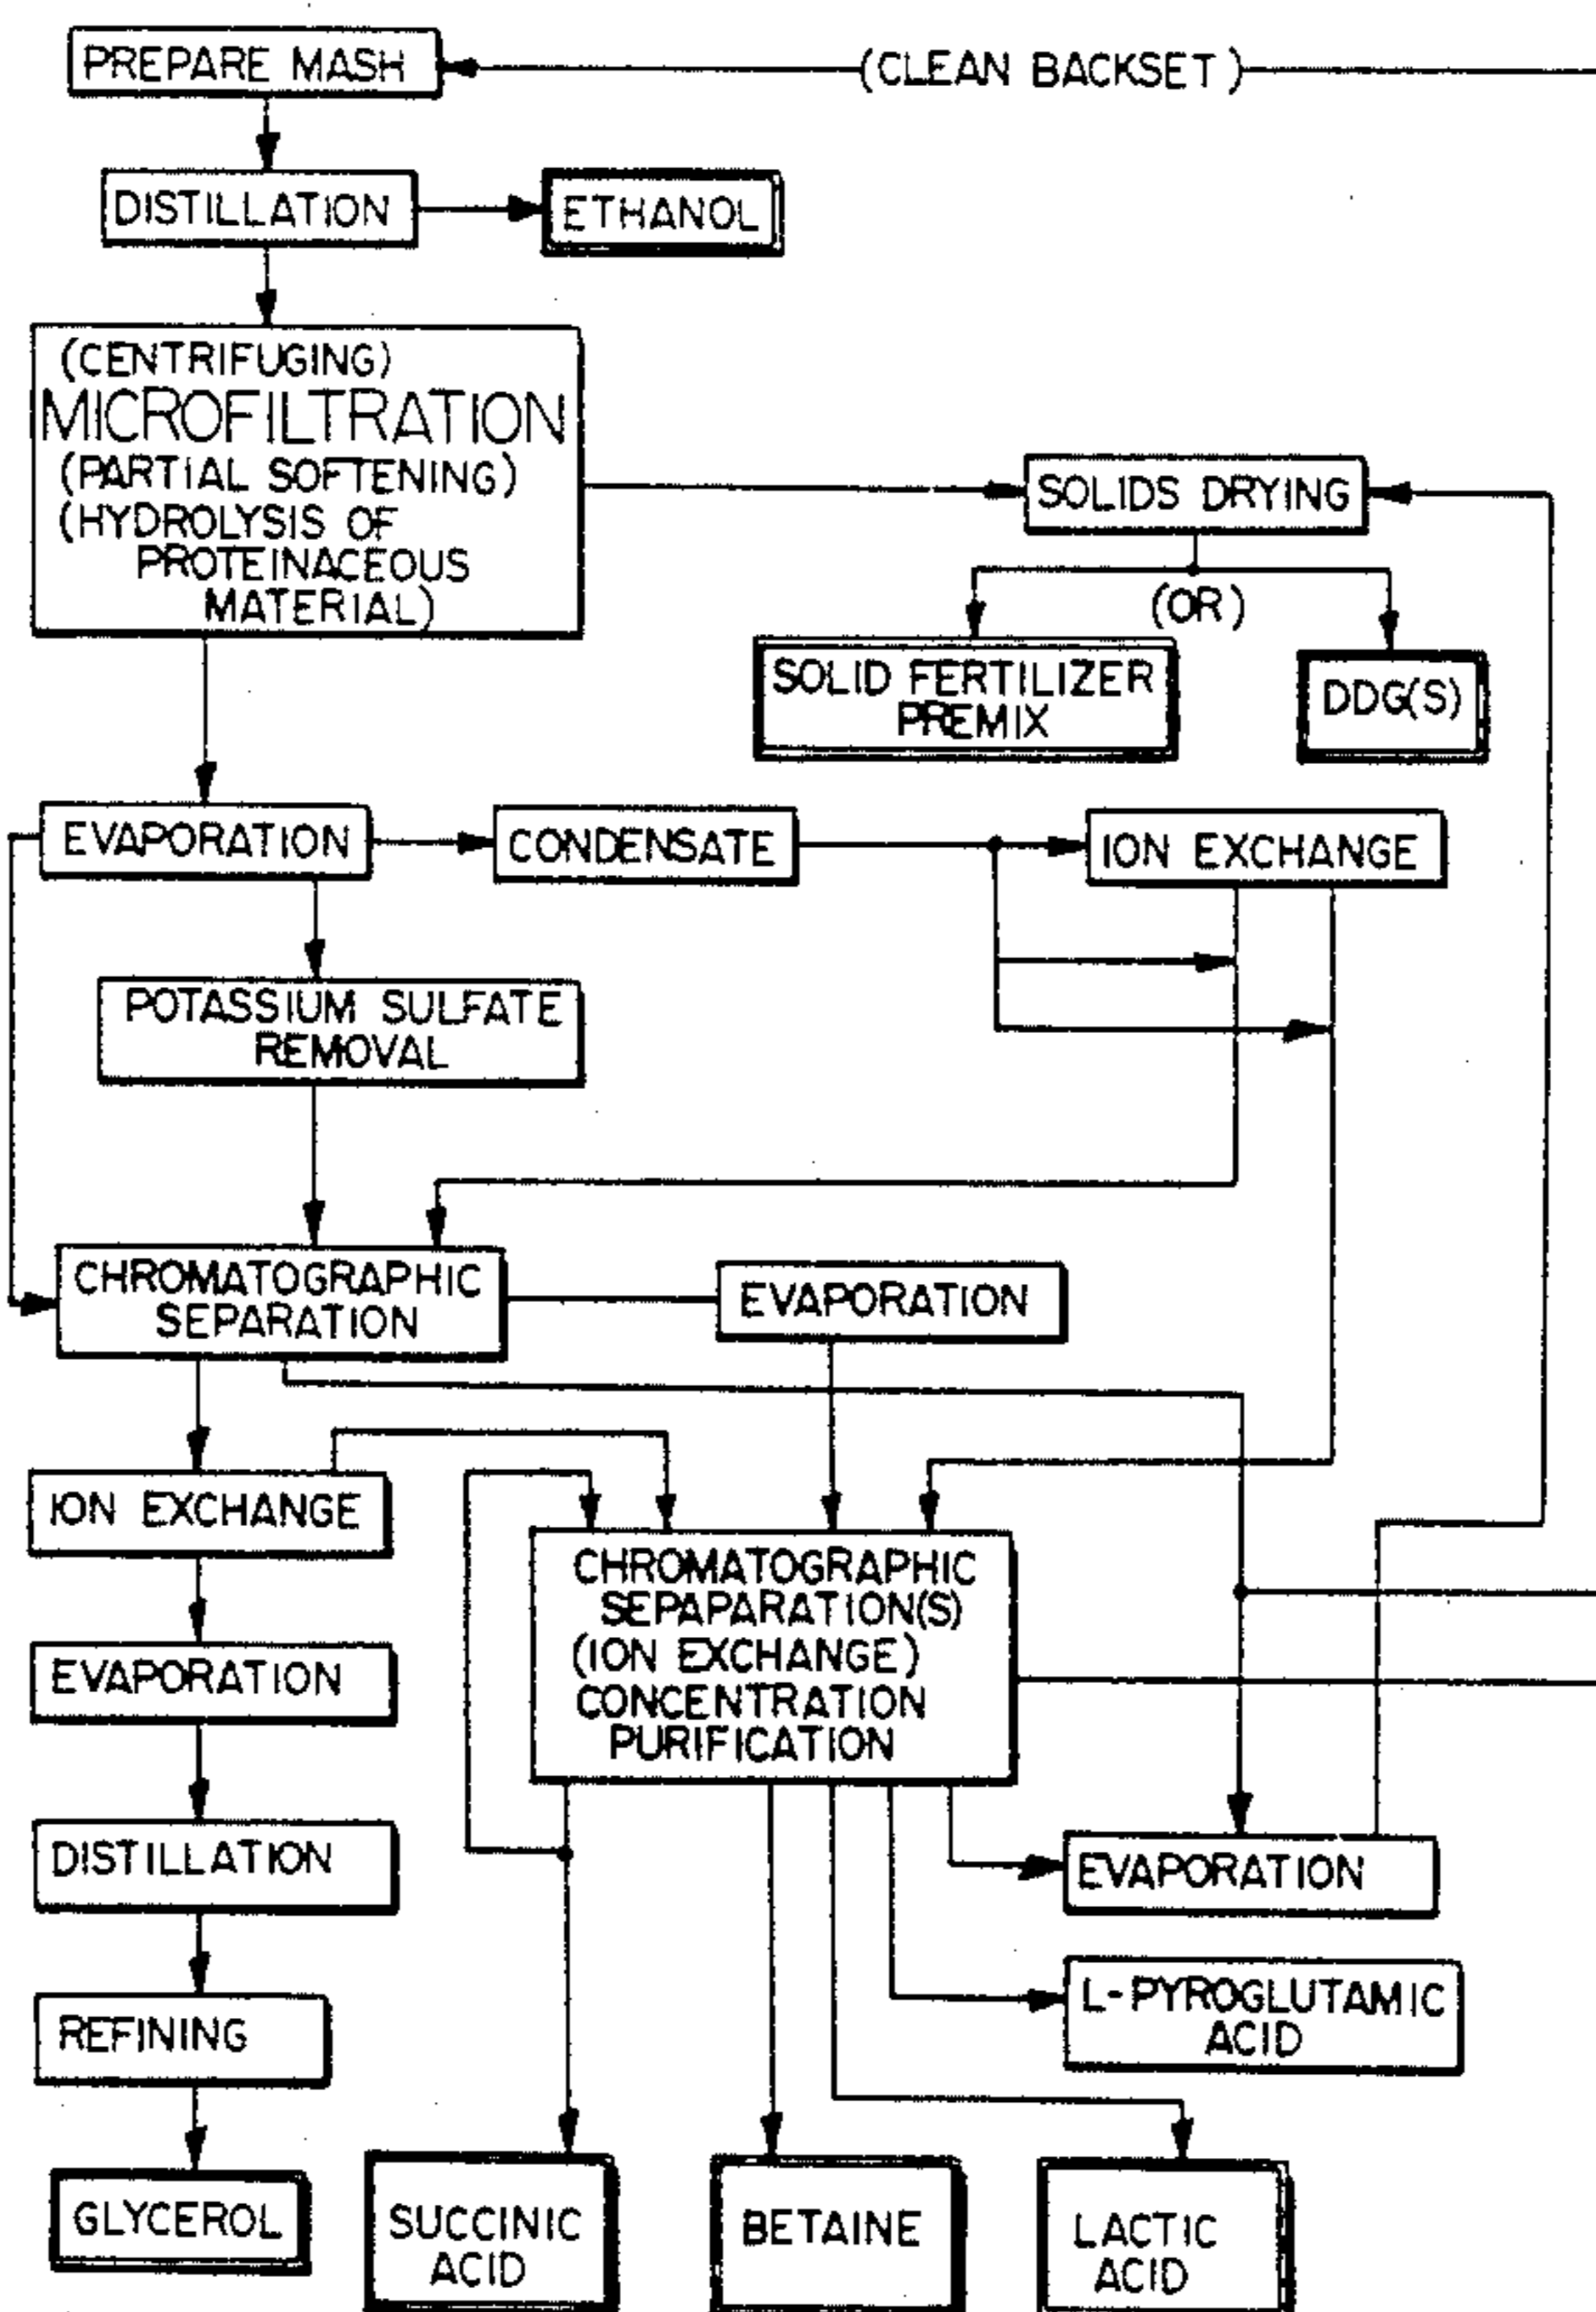 PREPARE MASH
(CLEAN BACKSET)
DISTILLATION
ETHANOL
(CENTRIFUGING)
MICROFILTRATION
(PARTIAL SOFTENING)
(HYDROLYSIS OF
PROTEINACEOUS
MATERIAL)
SOLIDS DRYING
(OR)
SOLID FERTILIZER
PREMIX
DDG(S)
EVAPORATION
CONDENSATE
ION EXCHANGE
POTASSIUM SULFATE
REMOVAL
CHROMATOGRAPHIC
SEPARATION
EVAPORATION
ION EXCHANGE
CHROMATOGRAPHIC
SEPAPARATION(S)
(ION EXCHANGE)
CONCENTRATION
PURIFICATION
EVAPORATION
DISTILLATION
EVAPORATION
L-PYROGLUTAMIC
ACID
REFINING
GLYCEROL
SUCCINIC
ACID
BETAINE
LACTIC
ACID